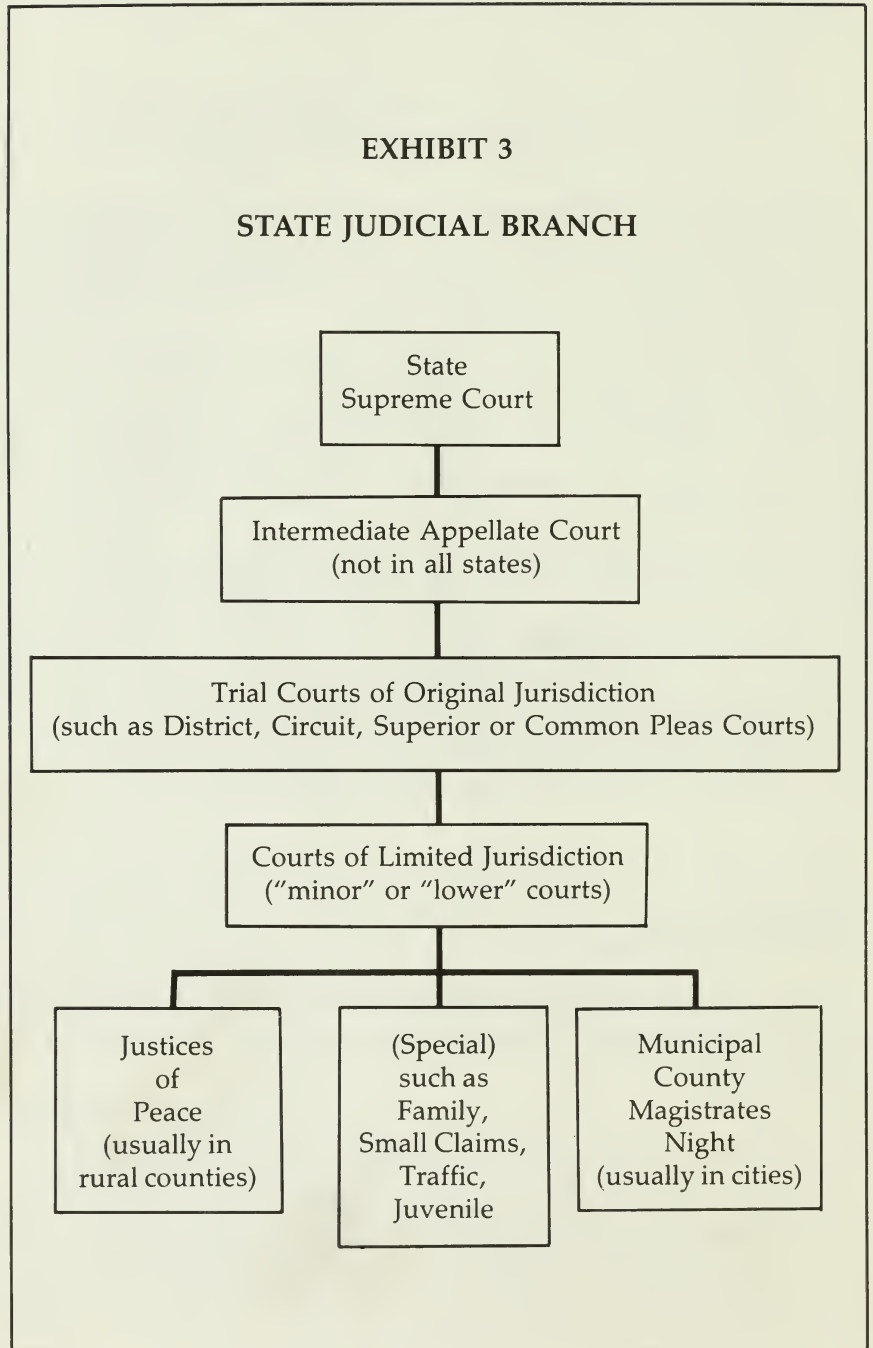 EXHIBIT 3
STATE JUDICIAL BRANCH
State
Supreme Court
Intermediate Appellate Court
(not in all states)
Trial Courts of Original Jurisdiction
(such as District, Circuit, Superior or Common Pleas Courts)
Courts of Limited Jurisdiction
("minor" or "lower" courts)
Justices
of
Peace
(usually in
rural counties)
(Special)
such as
Family,
Small Claims,
Traffic,
Juvenile
Municipal
County
Magistrates
Night
(usually in cities)